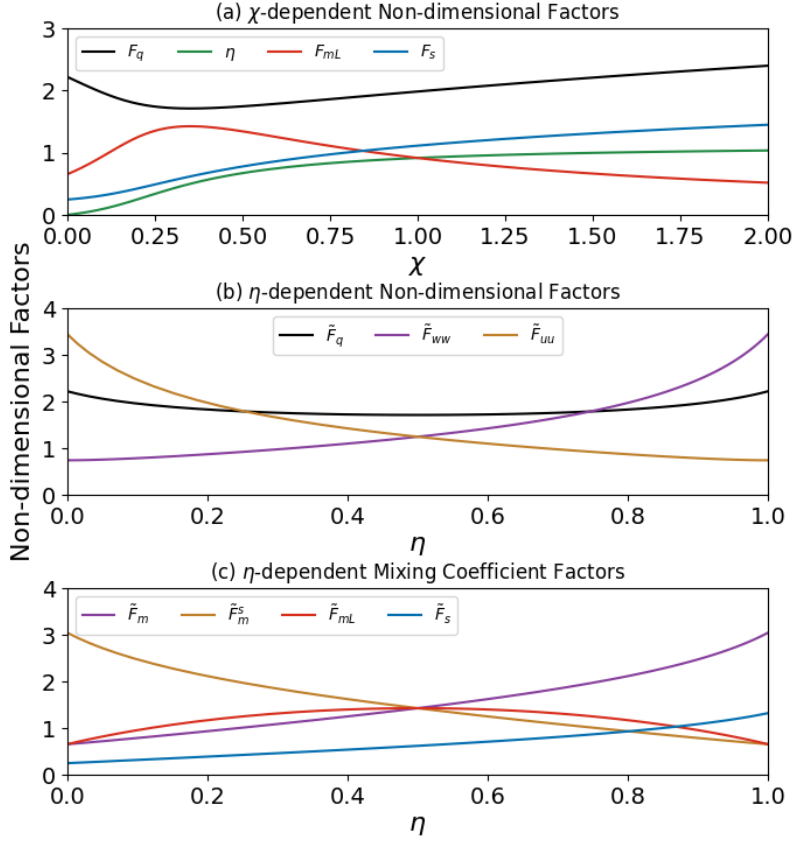 (a) χ-dependent Non-dimensional Factors
3
2
1
0
F_q η F_mL F_s
0.00 0.25 0.50 0.75 1.00 1.25 1.50 1.75 2.00
χ
Non-dimensional Factors
(b) η-dependent Non-dimensional Factors
4
3
2
1
0
F̃_q F̃_ww F̃_uu
0.0 0.2 0.4 0.6 0.8 1.0
η
(c) η-dependent Mixing Coefficient Factors
4
3
2
1
0
F̃_m F̃_m^s F̃_mL F̃_s
0.0 0.2 0.4 0.6 0.8 1.0
η